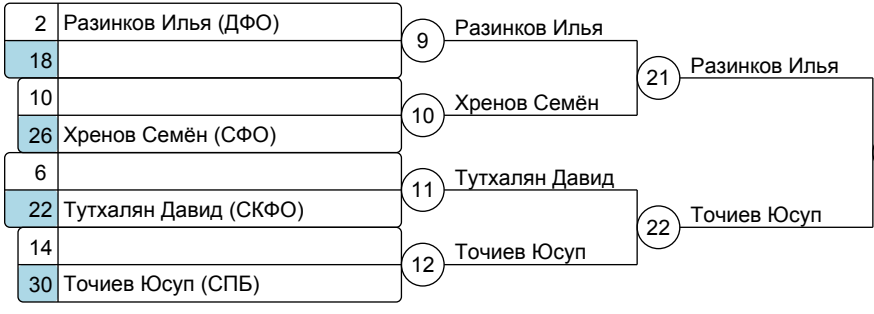 2 Разинков Илья (ДФО)
18
9 Разинков Илья
10
26 Хренов Семён (СФО)
10 Хренов Семён
21 Разинков Илья
6
22 Тутхалян Давид (СКФО)
11 Тутхалян Давид
14
30 Точиев Юсуп (СПБ)
12 Точиев Юсуп
22 Точиев Юсуп